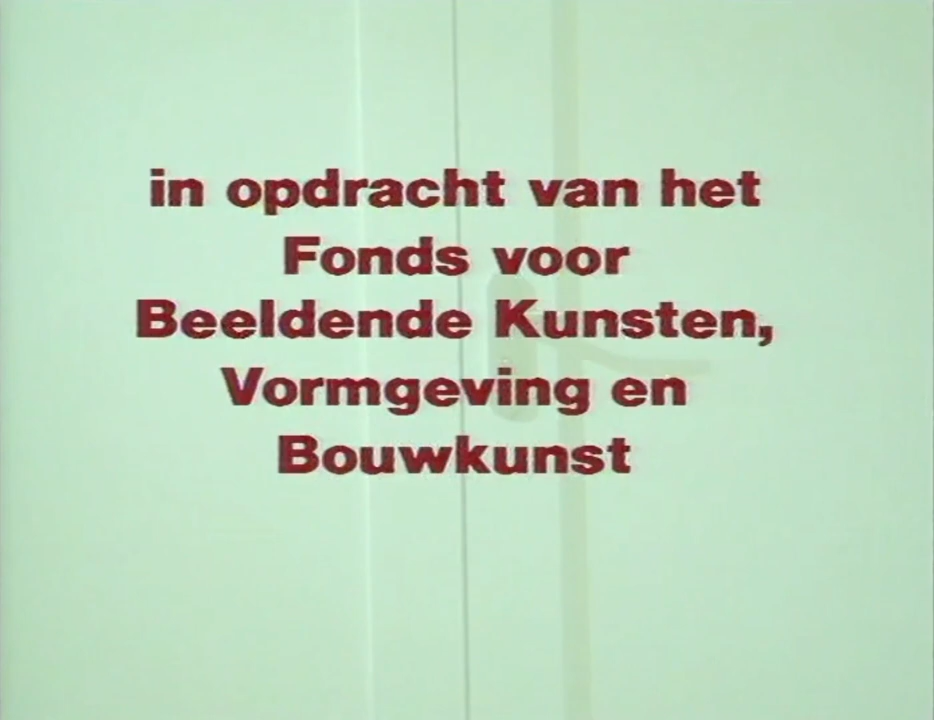 in opdracht van het
Fonds voor
Beeldende Kunsten,
Vormgeving en
Bouwkunst